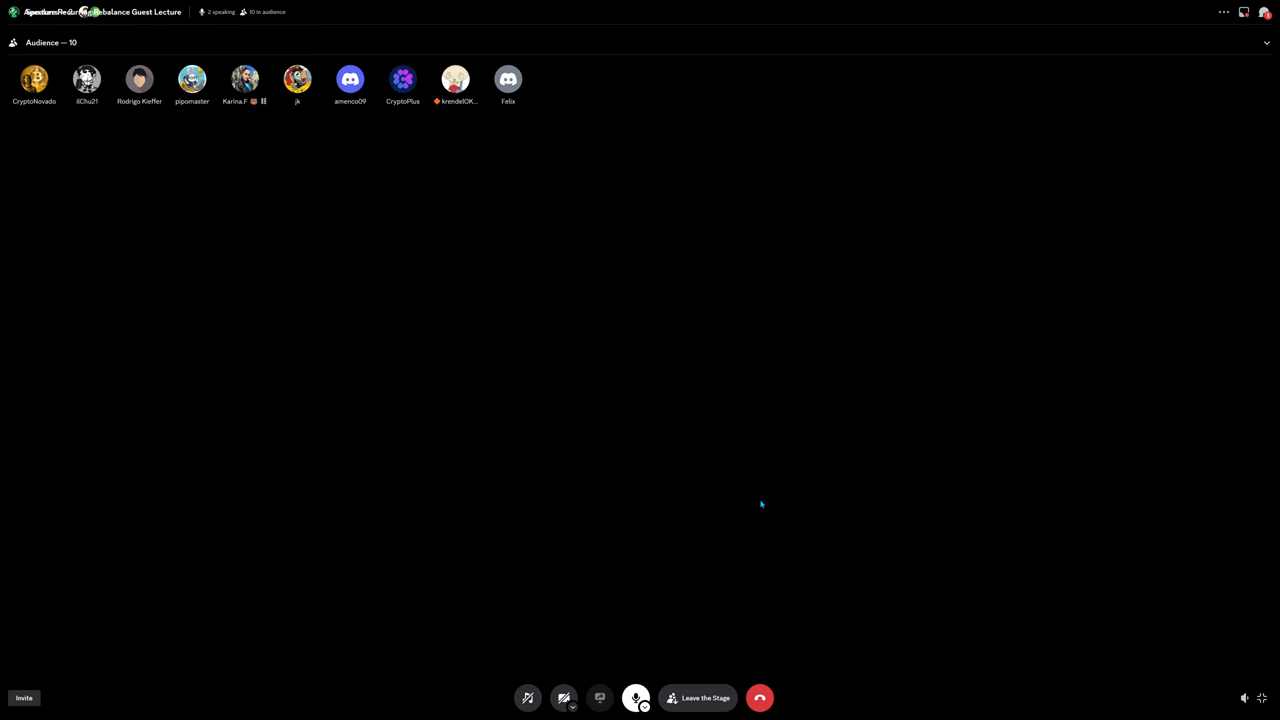 Rebalance Guest Lecture
2 speaking
10 in audience
Audience — 10
CryptoNovado
ilChu21
Rodrigo Kieffer
pipomaster
Karina.F
jk
amenco09
CryptoPlus
krendelOK...
Felix
Invite
Leave the Stage
1